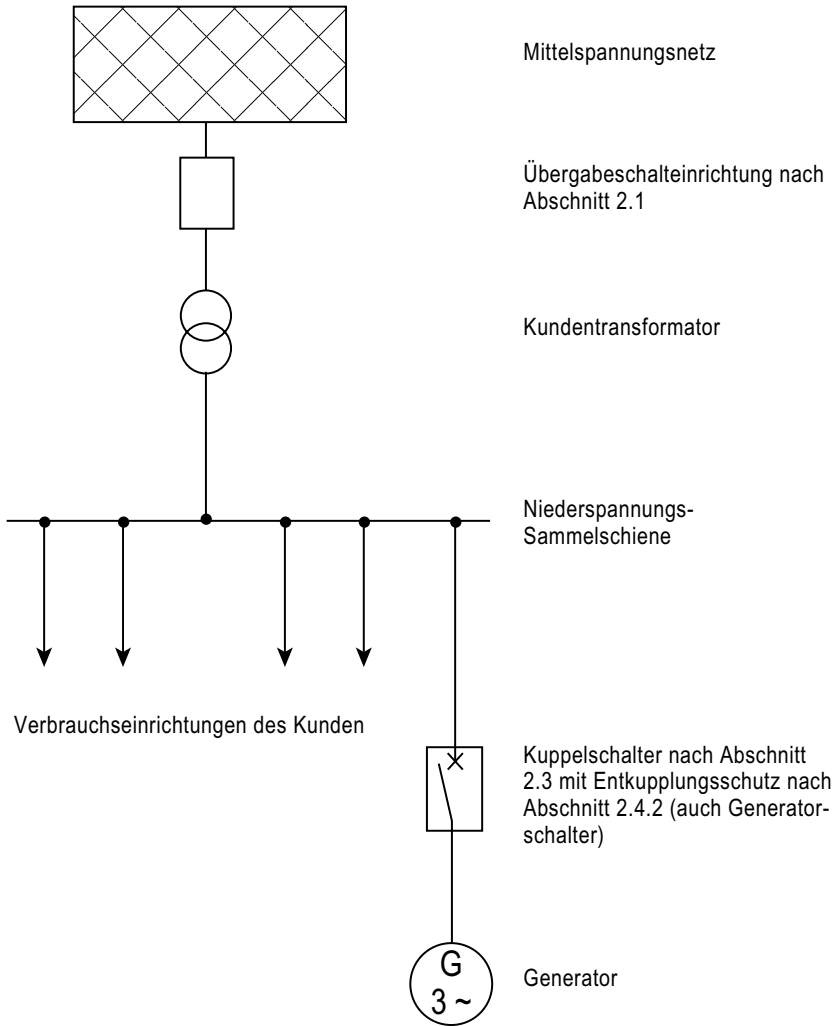 Mittelspannungsnetz
Übergabeschalteinrichtung nach
Abschnitt 2.1
Kundentransformator
Niederspannungs-
Sammelschiene
Verbrauchseinrichtungen des Kunden
Kuppelschalter nach Abschnitt
2.3 mit Entkupplungsschutz nach
Abschnitt 2.4.2 (auch Generator-
schalter)
G
3 ~
Generator